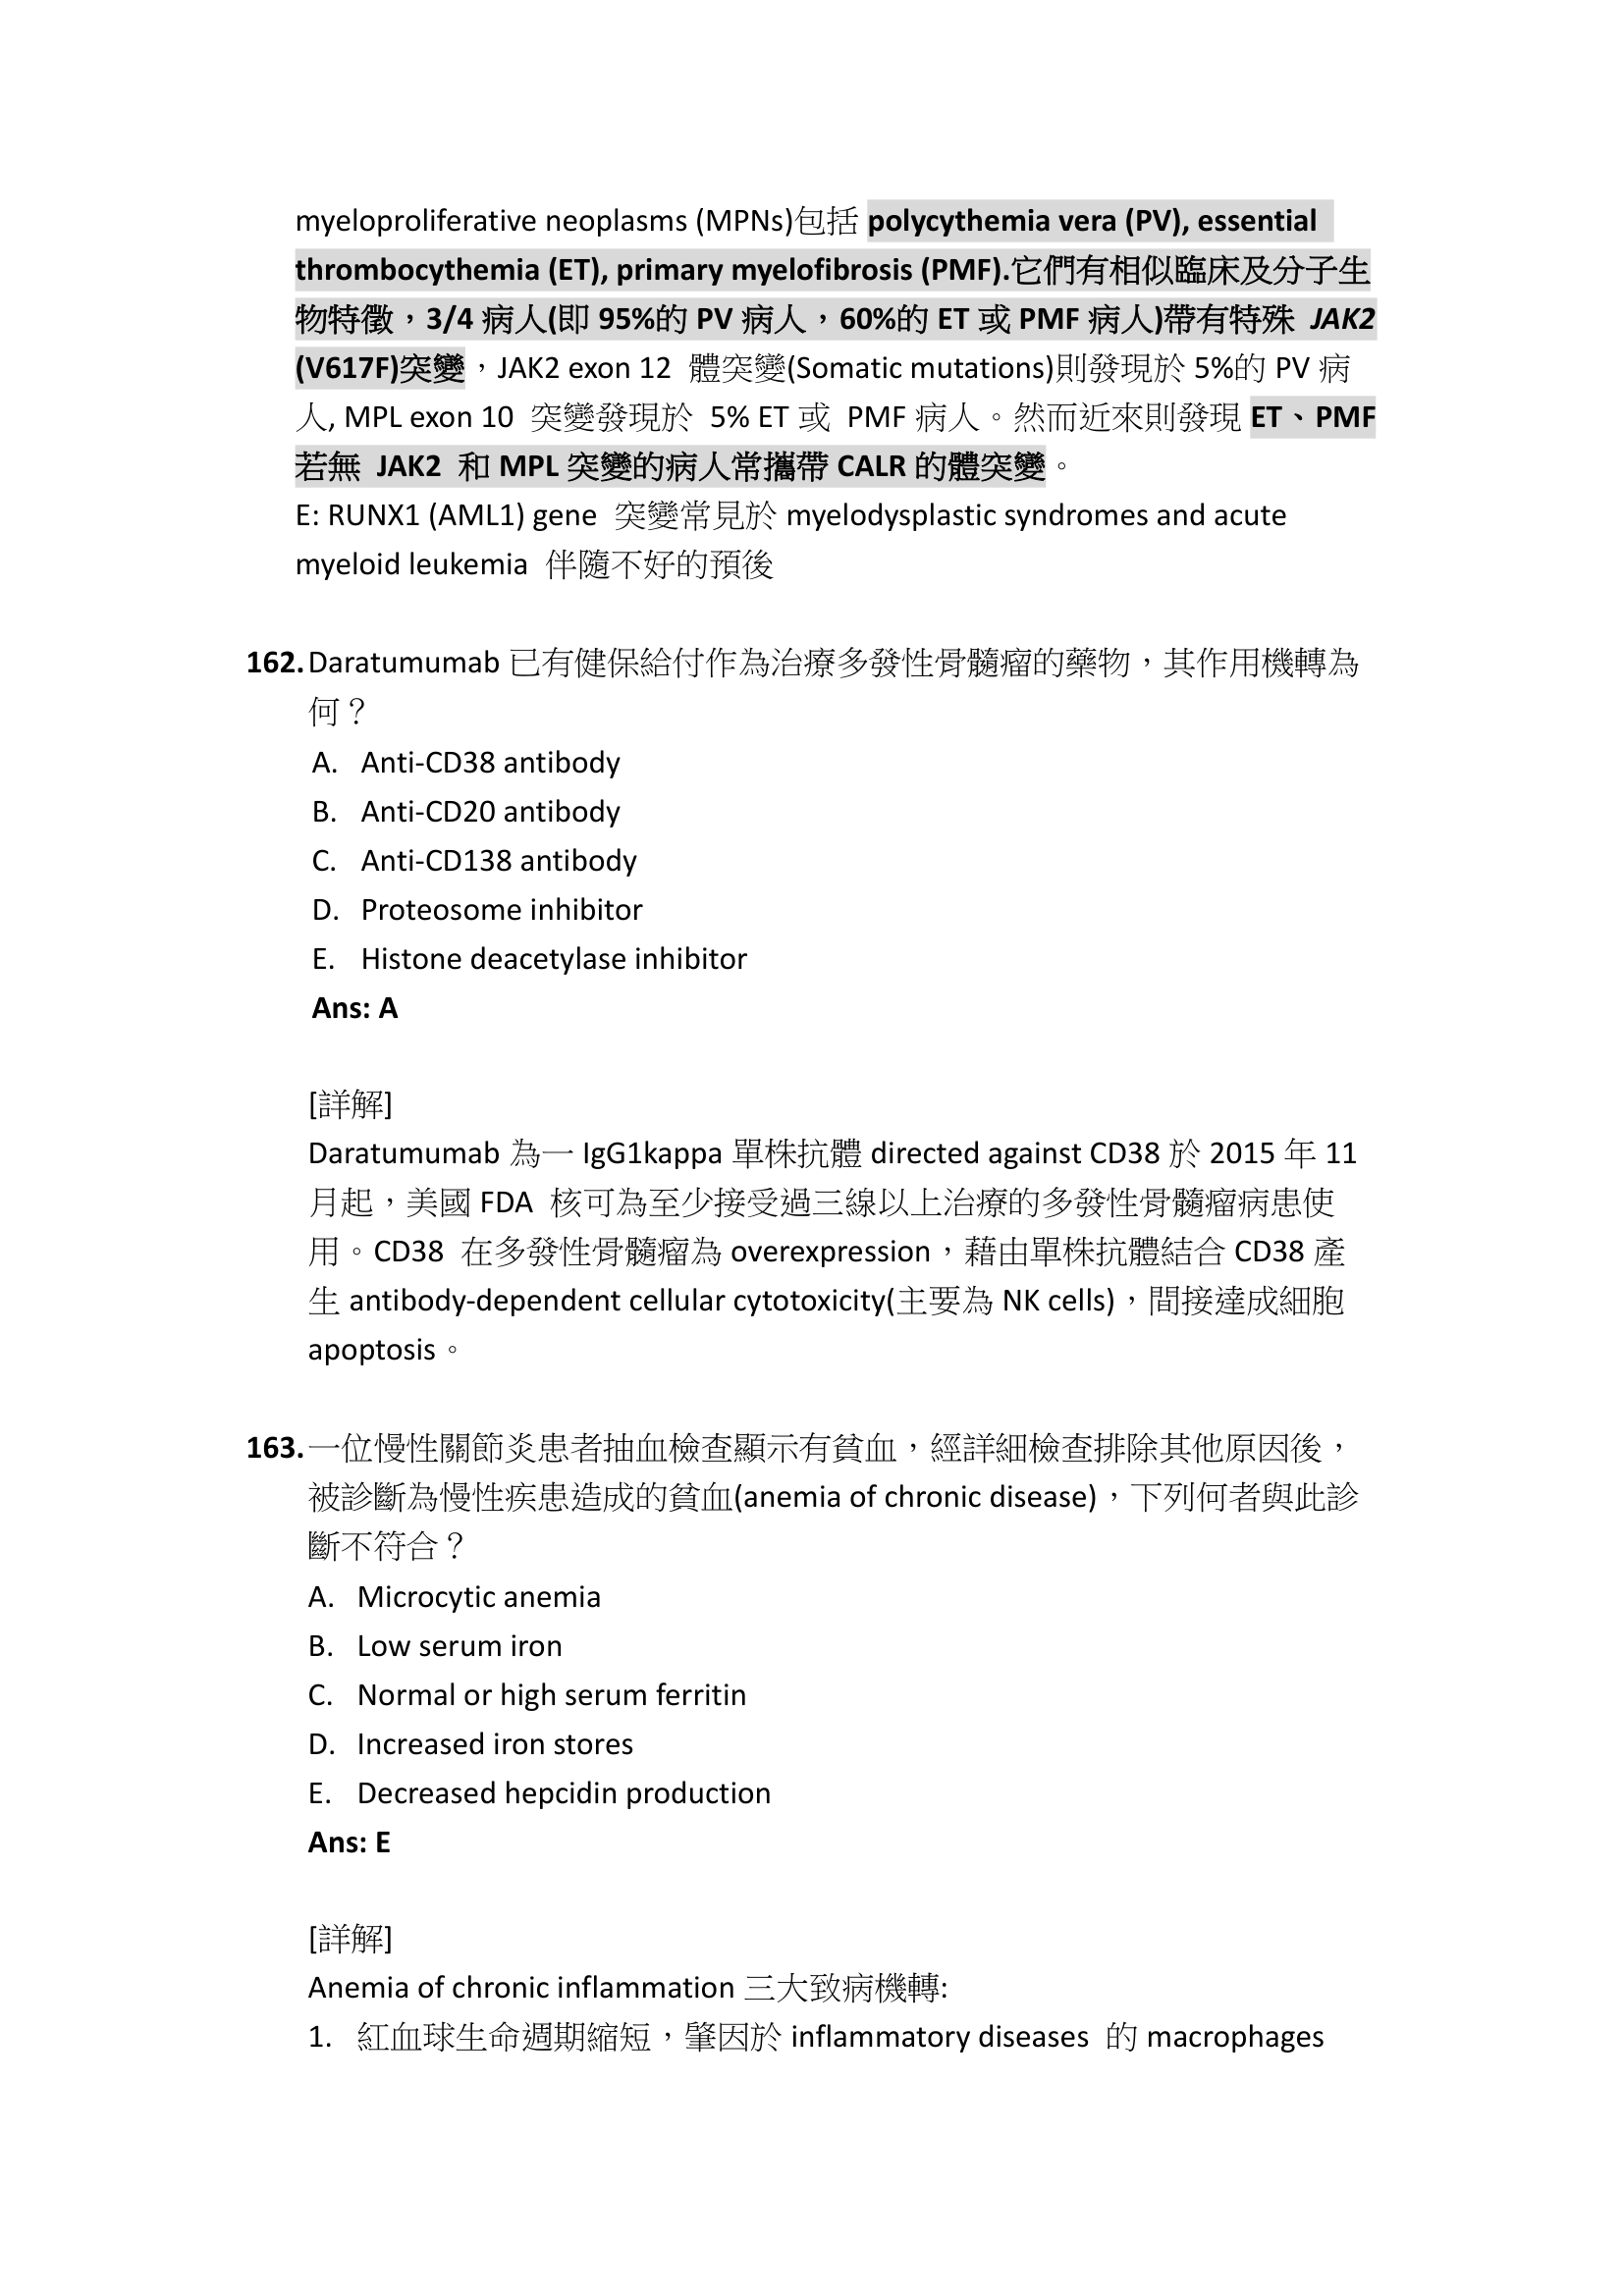 myeloproliferative neoplasms (MPNs)包括 polycythemia vera (PV), essential
thrombocythemia (ET), primary myelofibrosis (PMF).它們有相似臨床及分子生
物特徵，3/4 病人(即 95%的 PV 病人，60%的 ET 或 PMF 病人)帶有特殊 JAK2
(V617F)突變，JAK2 exon 12 體突變(Somatic mutations)則發現於 5%的 PV 病
人, MPL exon 10 突變發現於 5% ET 或 PMF 病人。然而近來則發現 ET、PMF
若無 JAK2 和 MPL 突變的病人常攜帶 CALR 的體突變。
E: RUNX1 (AML1) gene 突變常見於 myelodysplastic syndromes and acute
myeloid leukemia 伴隨不好的預後
162. Daratumumab 已有健保給付作為治療多發性骨髓瘤的藥物，其作用機轉為
何？
A. Anti-CD38 antibody
B. Anti-CD20 antibody
C. Anti-CD138 antibody
D. Proteosome inhibitor
E. Histone deacetylase inhibitor
Ans: A
[詳解]
Daratumumab 為一 IgG1kappa 單株抗體 directed against CD38 於 2015 年 11
月起，美國 FDA 核可為至少接受過三線以上治療的多發性骨髓瘤病患使
用。CD38 在多發性骨髓瘤為 overexpression，藉由單株抗體結合 CD38 產
生 antibody-dependent cellular cytotoxicity(主要為 NK cells)，間接達成細胞
apoptosis。
163. 一位慢性關節炎患者抽血檢查顯示有貧血，經詳細檢查排除其他原因後，
被診斷為慢性疾患造成的貧血(anemia of chronic disease)，下列何者與此診
斷不符合？
A. Microcytic anemia
B. Low serum iron
C. Normal or high serum ferritin
D. Increased iron stores
E. Decreased hepcidin production
Ans: E
[詳解]
Anemia of chronic inflammation 三大致病機轉:
1. 紅血球生命週期縮短，肇因於 inflammatory diseases 的 macrophages